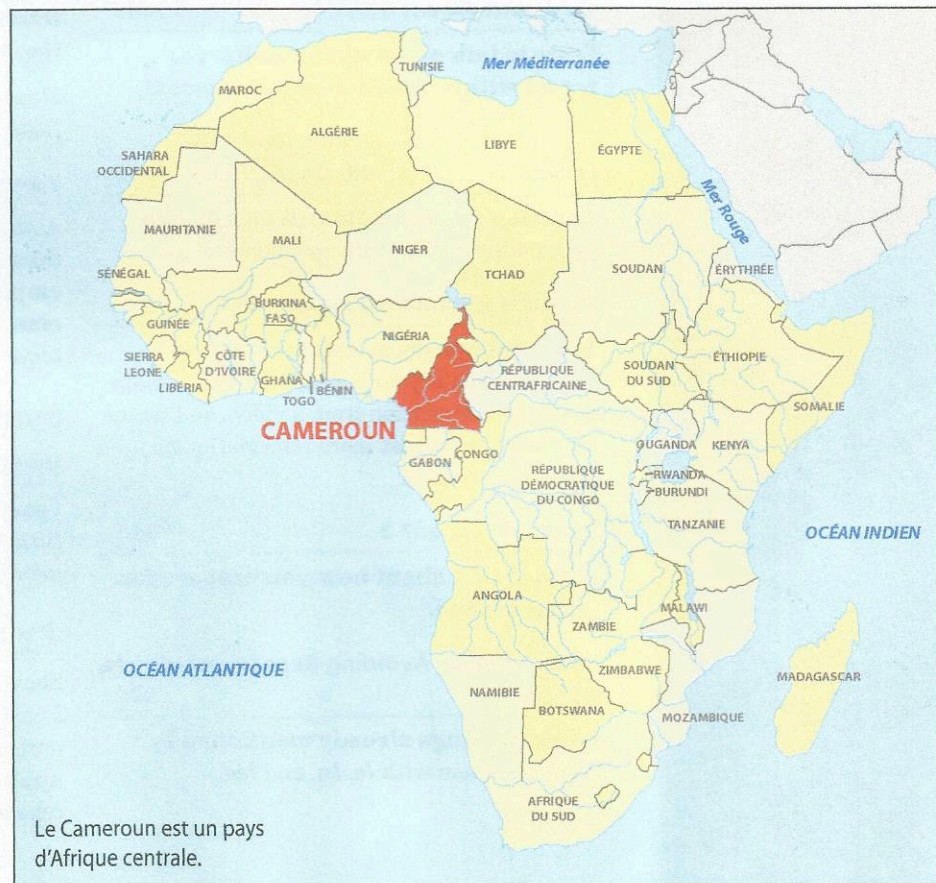 Mer Méditerranée
TUNISIE
MAROC
ALGÉRIE
LIBYE
ÉGYPTE
SAHARA
OCCIDENTAL
Mer Rouge
MAURITANIE
MALI
NIGER
TCHAD
SOUDAN
ÉRYTHRÉE
SÉNÉGAL
BURKINA
FASO
GUINÉE
NIGÉRIA
SIERRA
LEONE
CÔTE
D'IVOIRE
LIBÉRIA
GHANA
TOGO
BÉNIN
RÉPUBLIQUE
CENTRAFRICAINE
SOUDAN
DU SUD
ÉTHIOPIE
SOMALIE
CAMEROUN
GABON
CONGO
OUGANDA
KENYA
RÉPUBLIQUE
DÉMOCRATIQUE
DU CONGO
RWANDA
BURUNDI
TANZANIE
OCÉAN INDIEN
ANGOLA
MALAWI
ZAMBIE
OCÉAN ATLANTIQUE
NAMIBIE
ZIMBABWE
BOTSWANA
MOZAMBIQUE
MADAGASCAR
AFRIQUE
DU SUD
Le Cameroun est un pays
d'Afrique centrale.